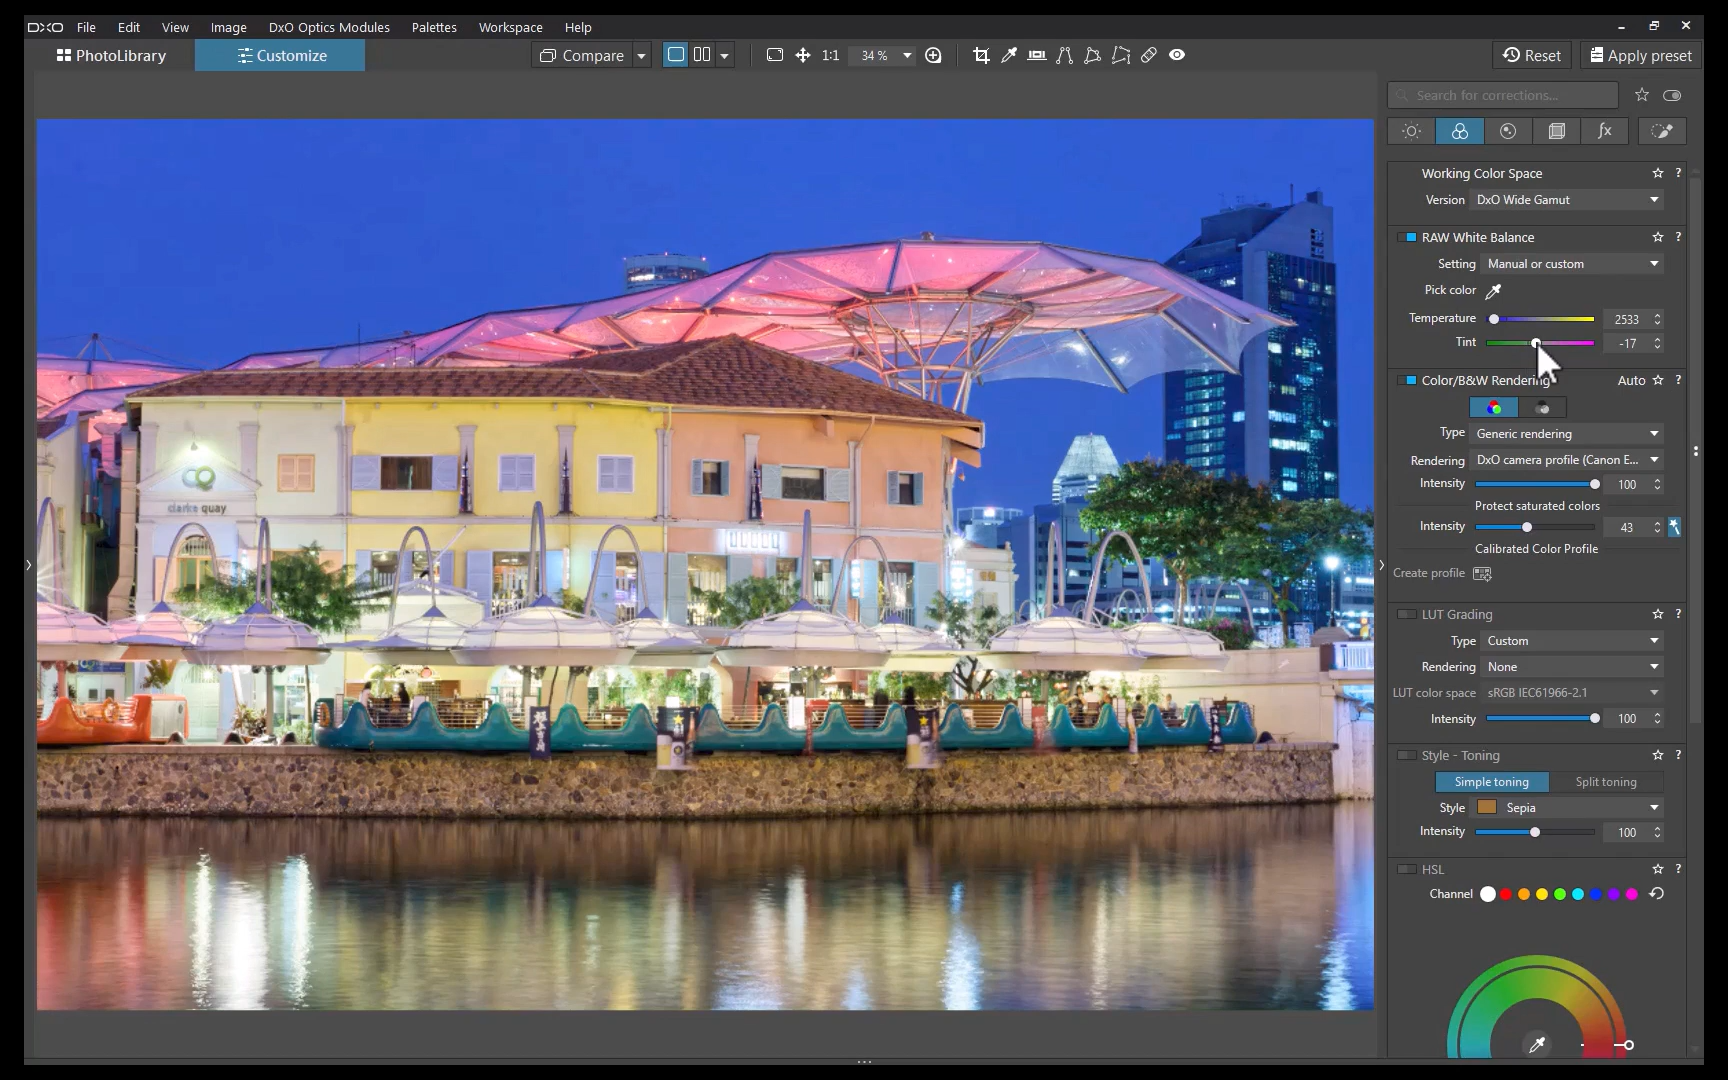 DXO File Edit View Image DxO Optics Modules Palettes Workspace Help
PhotoLibrary Customize Compare 1:1 34 % Reset Apply preset
Search for corrections...
fx
Working Color Space ?
Version DxO Wide Gamut
RAW White Balance ?
Setting Manual or custom
Pick color
Temperature 2533
Tint -17
Color/B&W Rendering Auto ?
Type Generic rendering
Rendering DxO camera profile (Canon E...
Intensity 100
Protect saturated colors
Intensity 43
Calibrated Color Profile
Create profile
LUT Grading ?
Type Custom
Rendering None
LUT color space sRGB IEC61966-2.1
Intensity 100
Style - Toning ?
Simple toning Split toning
Style Sepia
Intensity 100
HSL ?
Channel
clarke quay